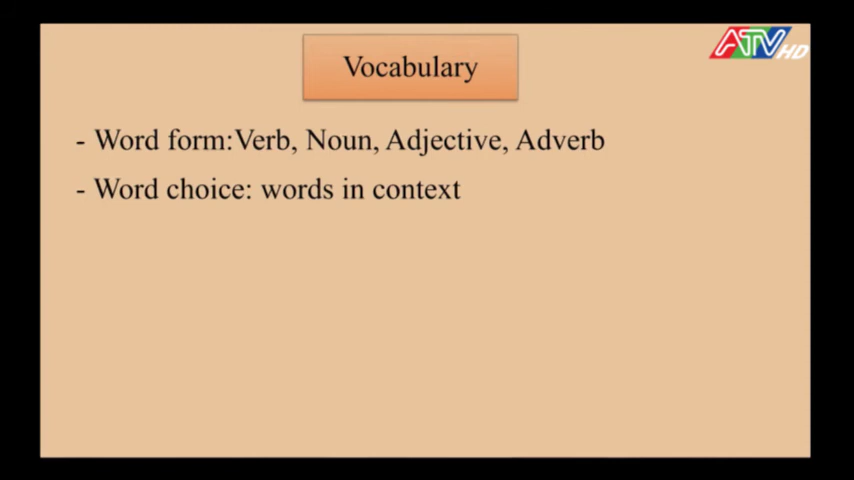 Vocabulary
ATV HD
- Word form:Verb, Noun, Adjective, Adverb
- Word choice: words in context